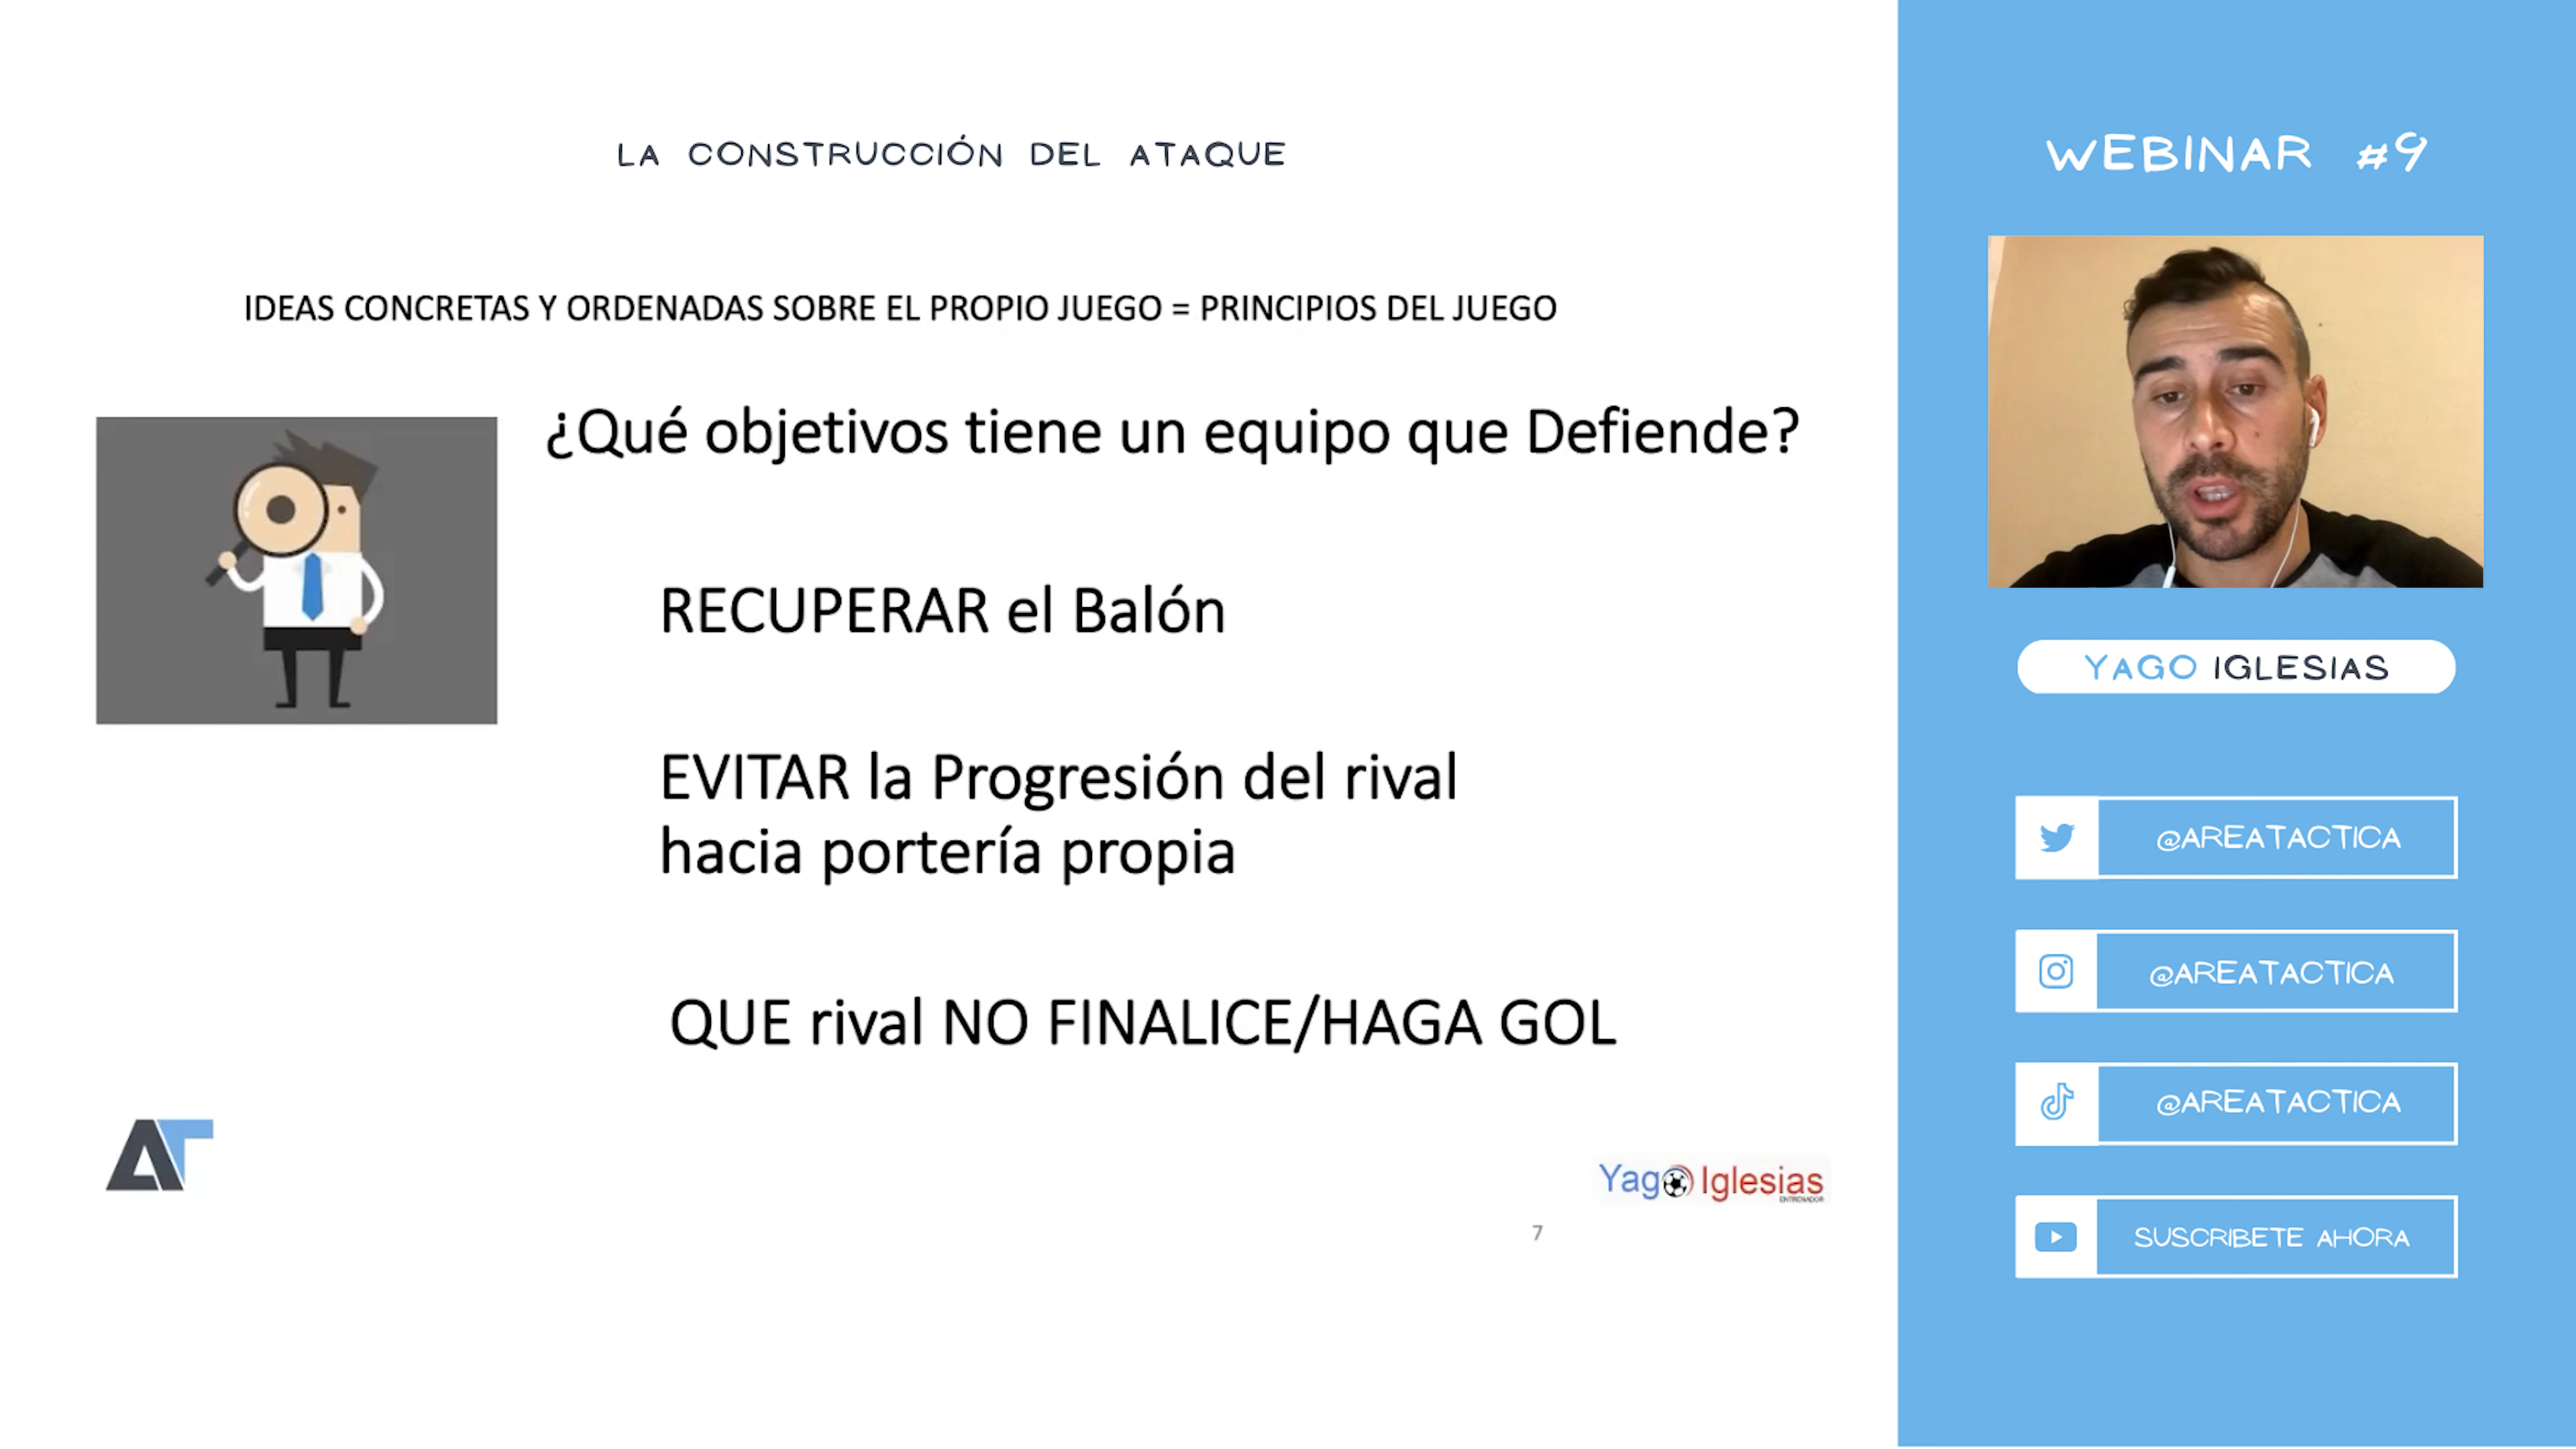 LA CONSTRUCCIÓN DEL ATAQUE
IDEAS CONCRETAS Y ORDENADAS SOBRE EL PROPIO JUEGO = PRINCIPIOS DEL JUEGO
¿Qué objetivos tiene un equipo que Defiende?
RECUPERAR el Balón
EVITAR la Progresión del rival
hacia portería propia
QUE rival NO FINALICE/HAGA GOL
AT
Yago Iglesias
ENTRENADOR
7
WEBINAR #9
YAGO IGLESIAS
@AREATACTICA
@AREATACTICA
@AREATACTICA
SUSCRIBETE AHORA